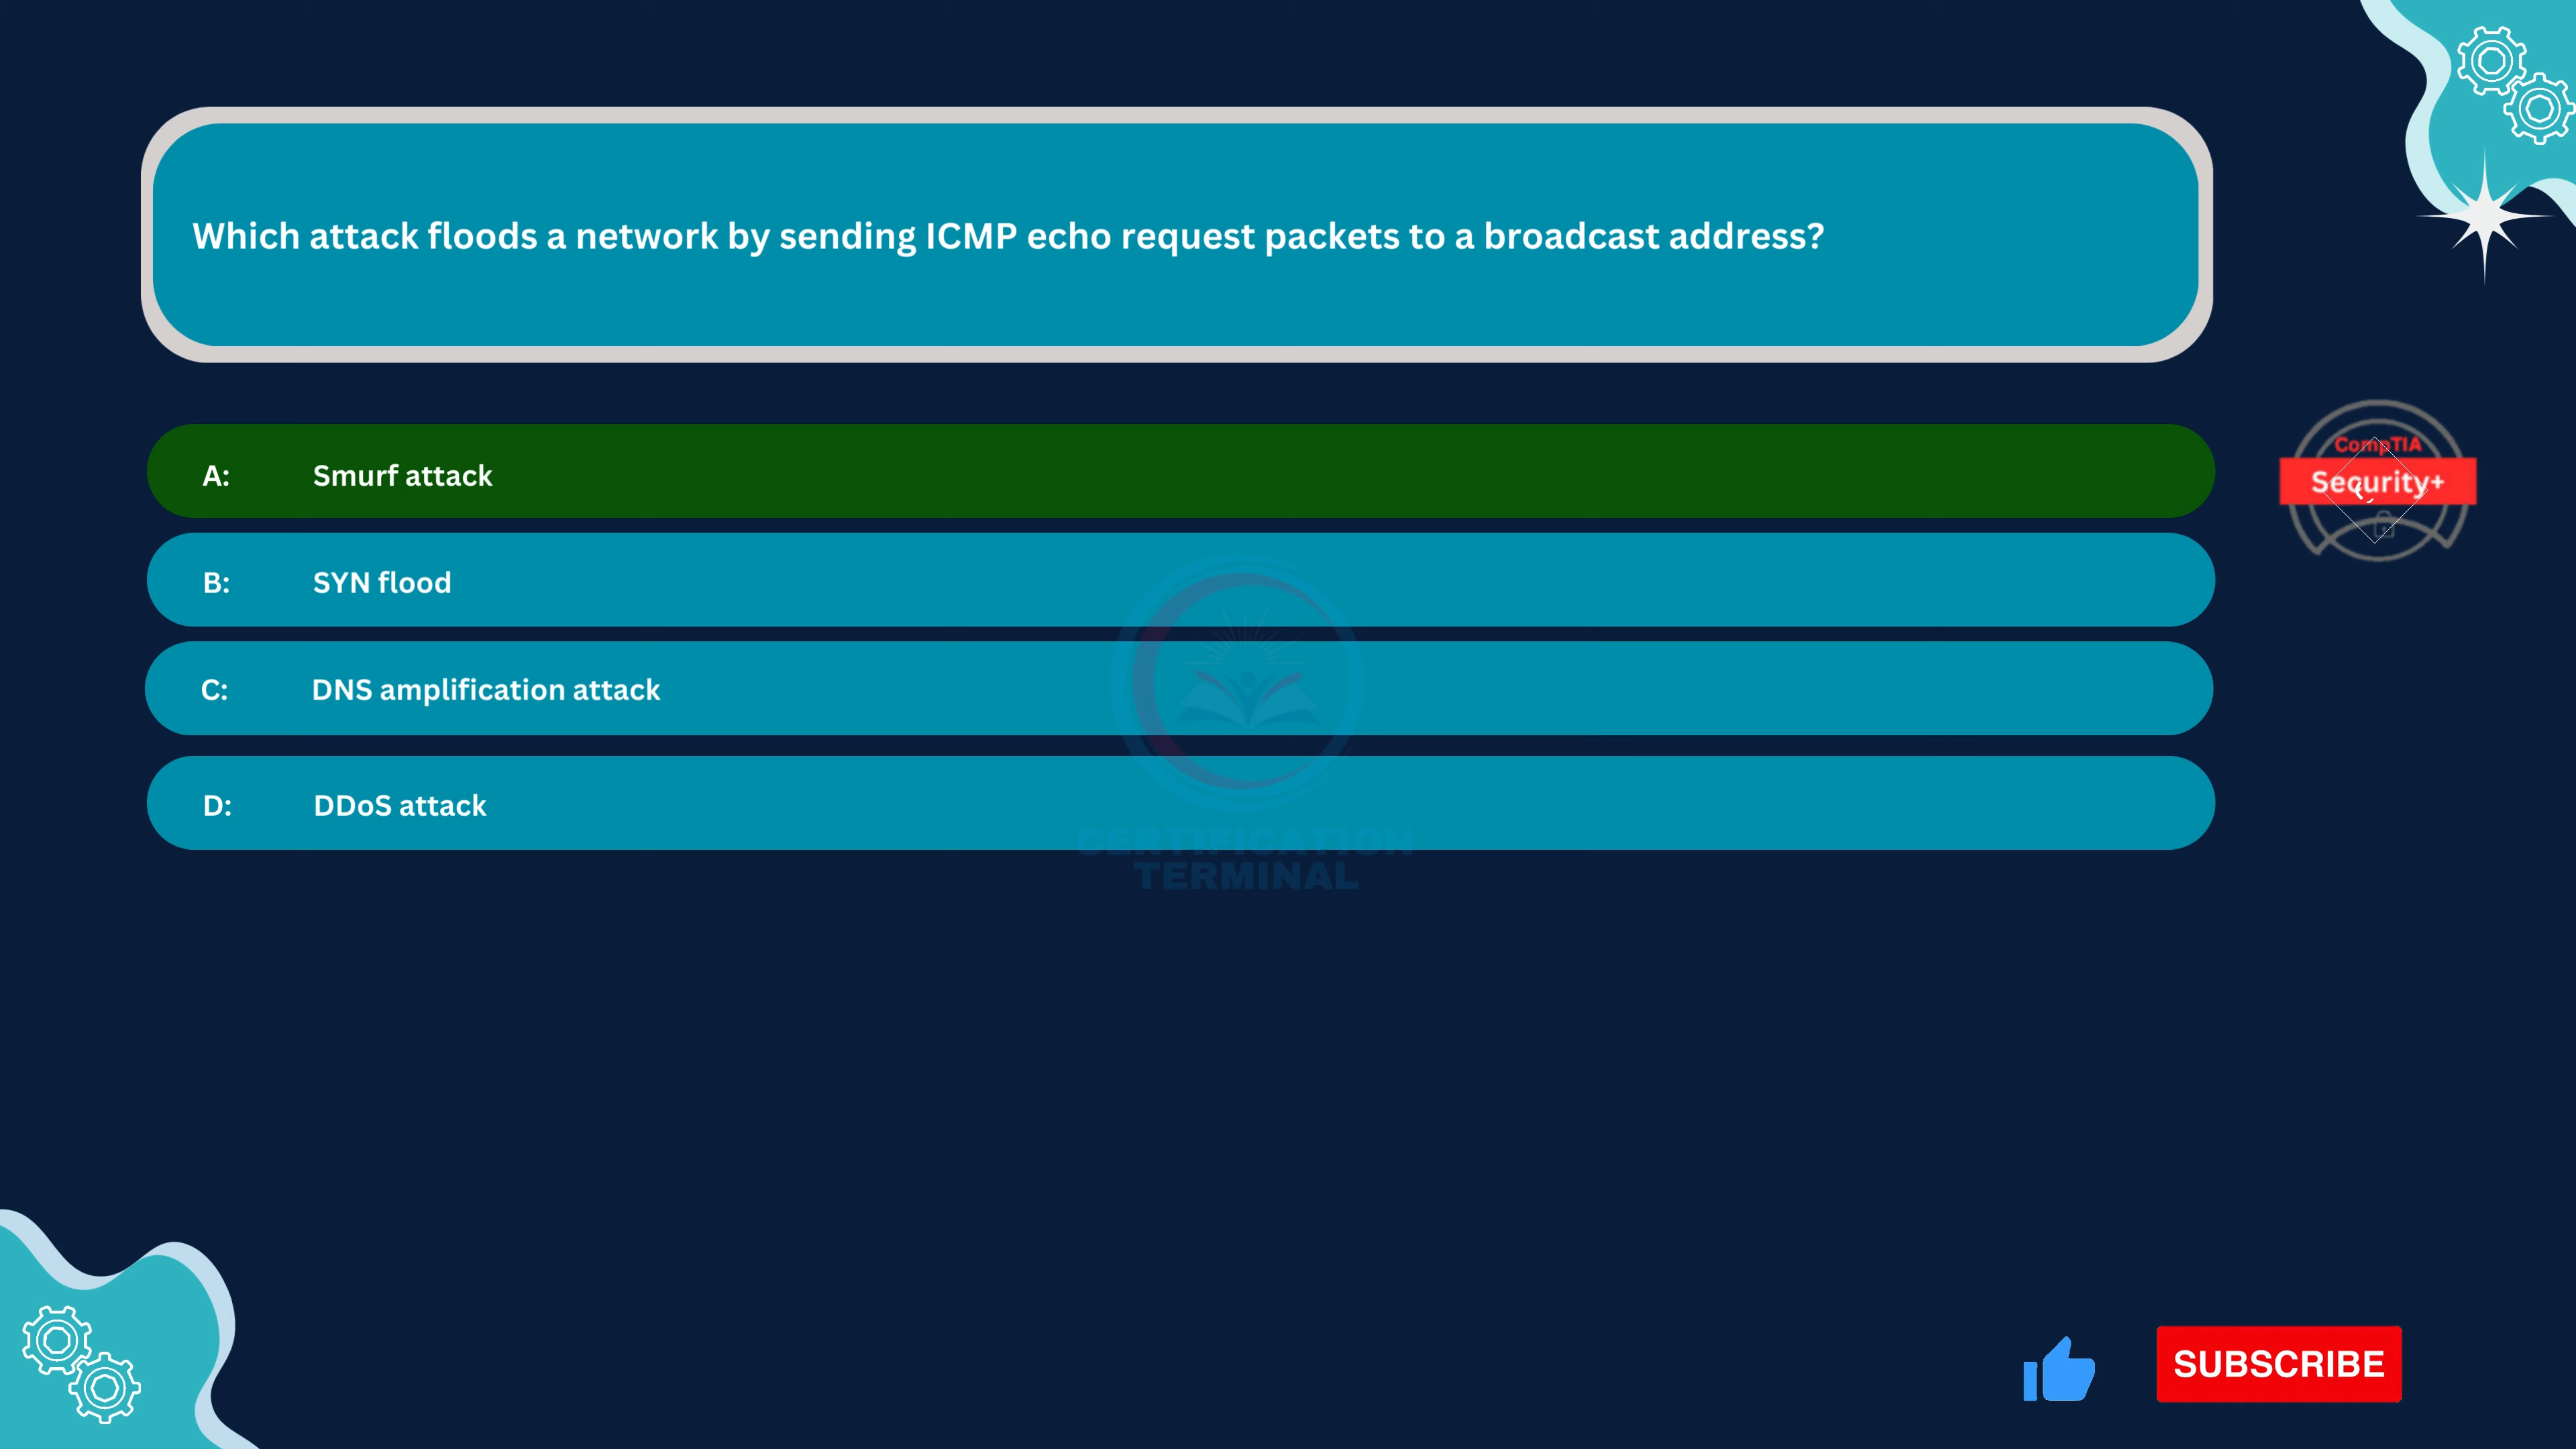 Which attack floods a network by sending ICMP echo request packets to a broadcast address?
A: Smurf attack
CompTIA
Security+
B: SYN flood
C: DNS amplification attack
D: DDoS attack
CERTIFICATION
TERMINAL
SUBSCRIBE